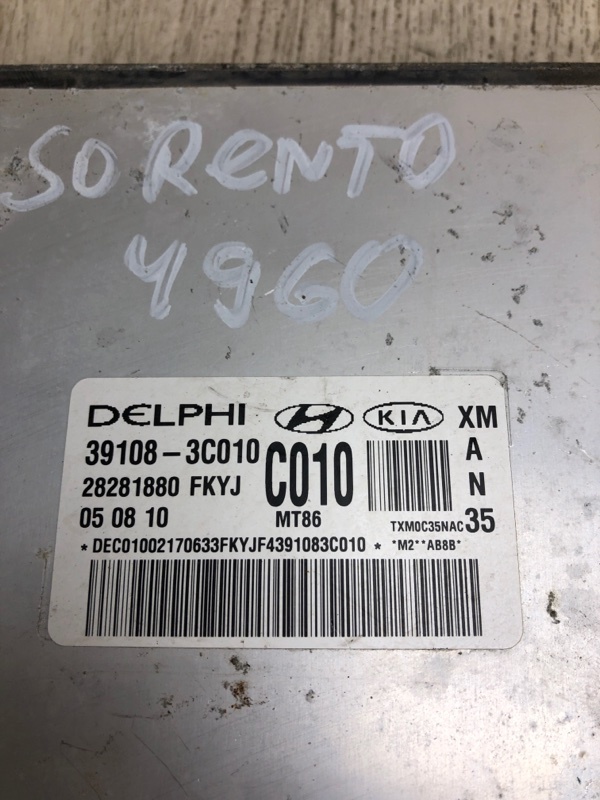 SORENTO
4960
DELPHI KIA XM
39108-3C010 C010 A
28281880 FKYJ N
05 08 10 MT86 TXM0C35NAC 35
*DEC01002170633FKYJF4391083C010* *M2**AB8B*